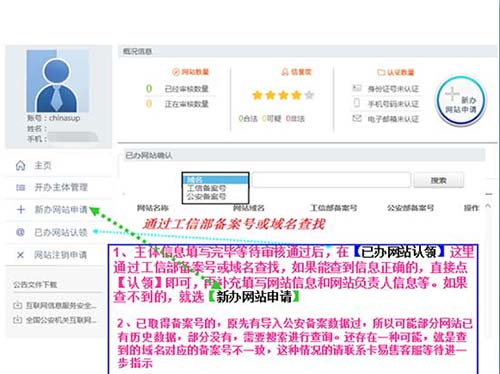 概况信息
网站数量
信誉度
认证数量
0 已经审核数量
0 正在审核数量
0合法 0可疑 0非法
身份证号未认证
手机号码未认证
电子邮箱未认证
+新办
网站申请
账号：chinasup
姓名：
手机：
主页
开办主体管理
新办网站申请
已办网站认领
网站注销申请
公告文件下载
互联网信息服务安全...
全国公安机关互联网...
已办网站确认
域名
域名
工信备案号
公安备案号
搜索
网站名称 网站域名 工信部备案号 公安部备案号 操作
通过工信部备案号或域名查找
1、主体信息填写完毕等待审核通过后，在【已办网站认领】这里
通过工信部备案号或域名查找，如果能查到信息正确的，直接点
【认领】即可，再补充填写网站信息和网站负责人信息等。如果
查不到的，就选【新办网站申请】
2、已取得备案号的，原先有导入公安备案数据过，所以可能部分网站已
有历史数据，部分没有，需要搜索进行查询。还存在一种可能，就是查
到的域名对应的备案号不一致，这种情况的请联系卡易售客服等待进一
步指示